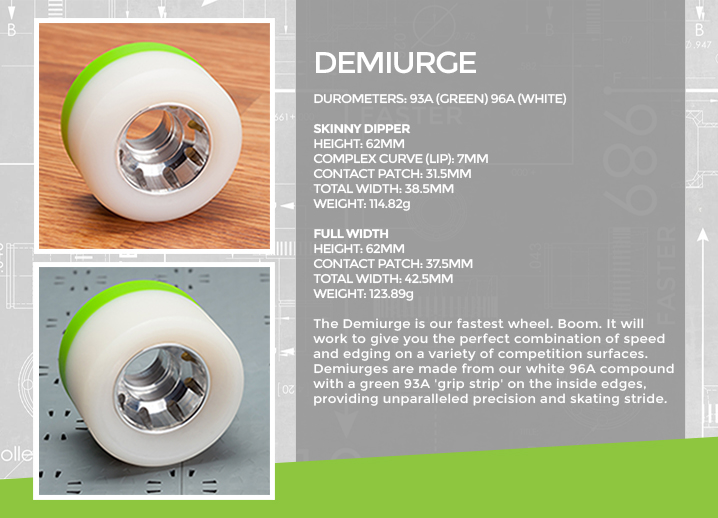 DEMIURGE
DUROMETERS: 93A (GREEN) 96A (WHITE)
SKINNY DIPPER
HEIGHT: 62MM
COMPLEX CURVE (LIP): 7MM
CONTACT PATCH: 31.5MM
TOTAL WIDTH: 38.5MM
WEIGHT: 114.82g
FULL WIDTH
HEIGHT: 62MM
CONTACT PATCH: 37.5MM
TOTAL WIDTH: 42.5MM
WEIGHT: 123.89g
The Demiurge is our fastest wheel. Boom. It will
work to give you the perfect combination of speed
and edging on a variety of competition surfaces.
Demiurges are made from our white 96A compound
with a green 93A 'grip strip' on the inside edges,
providing unparalleled precision and skating stride.
B
B
FASTER
986
FASTER